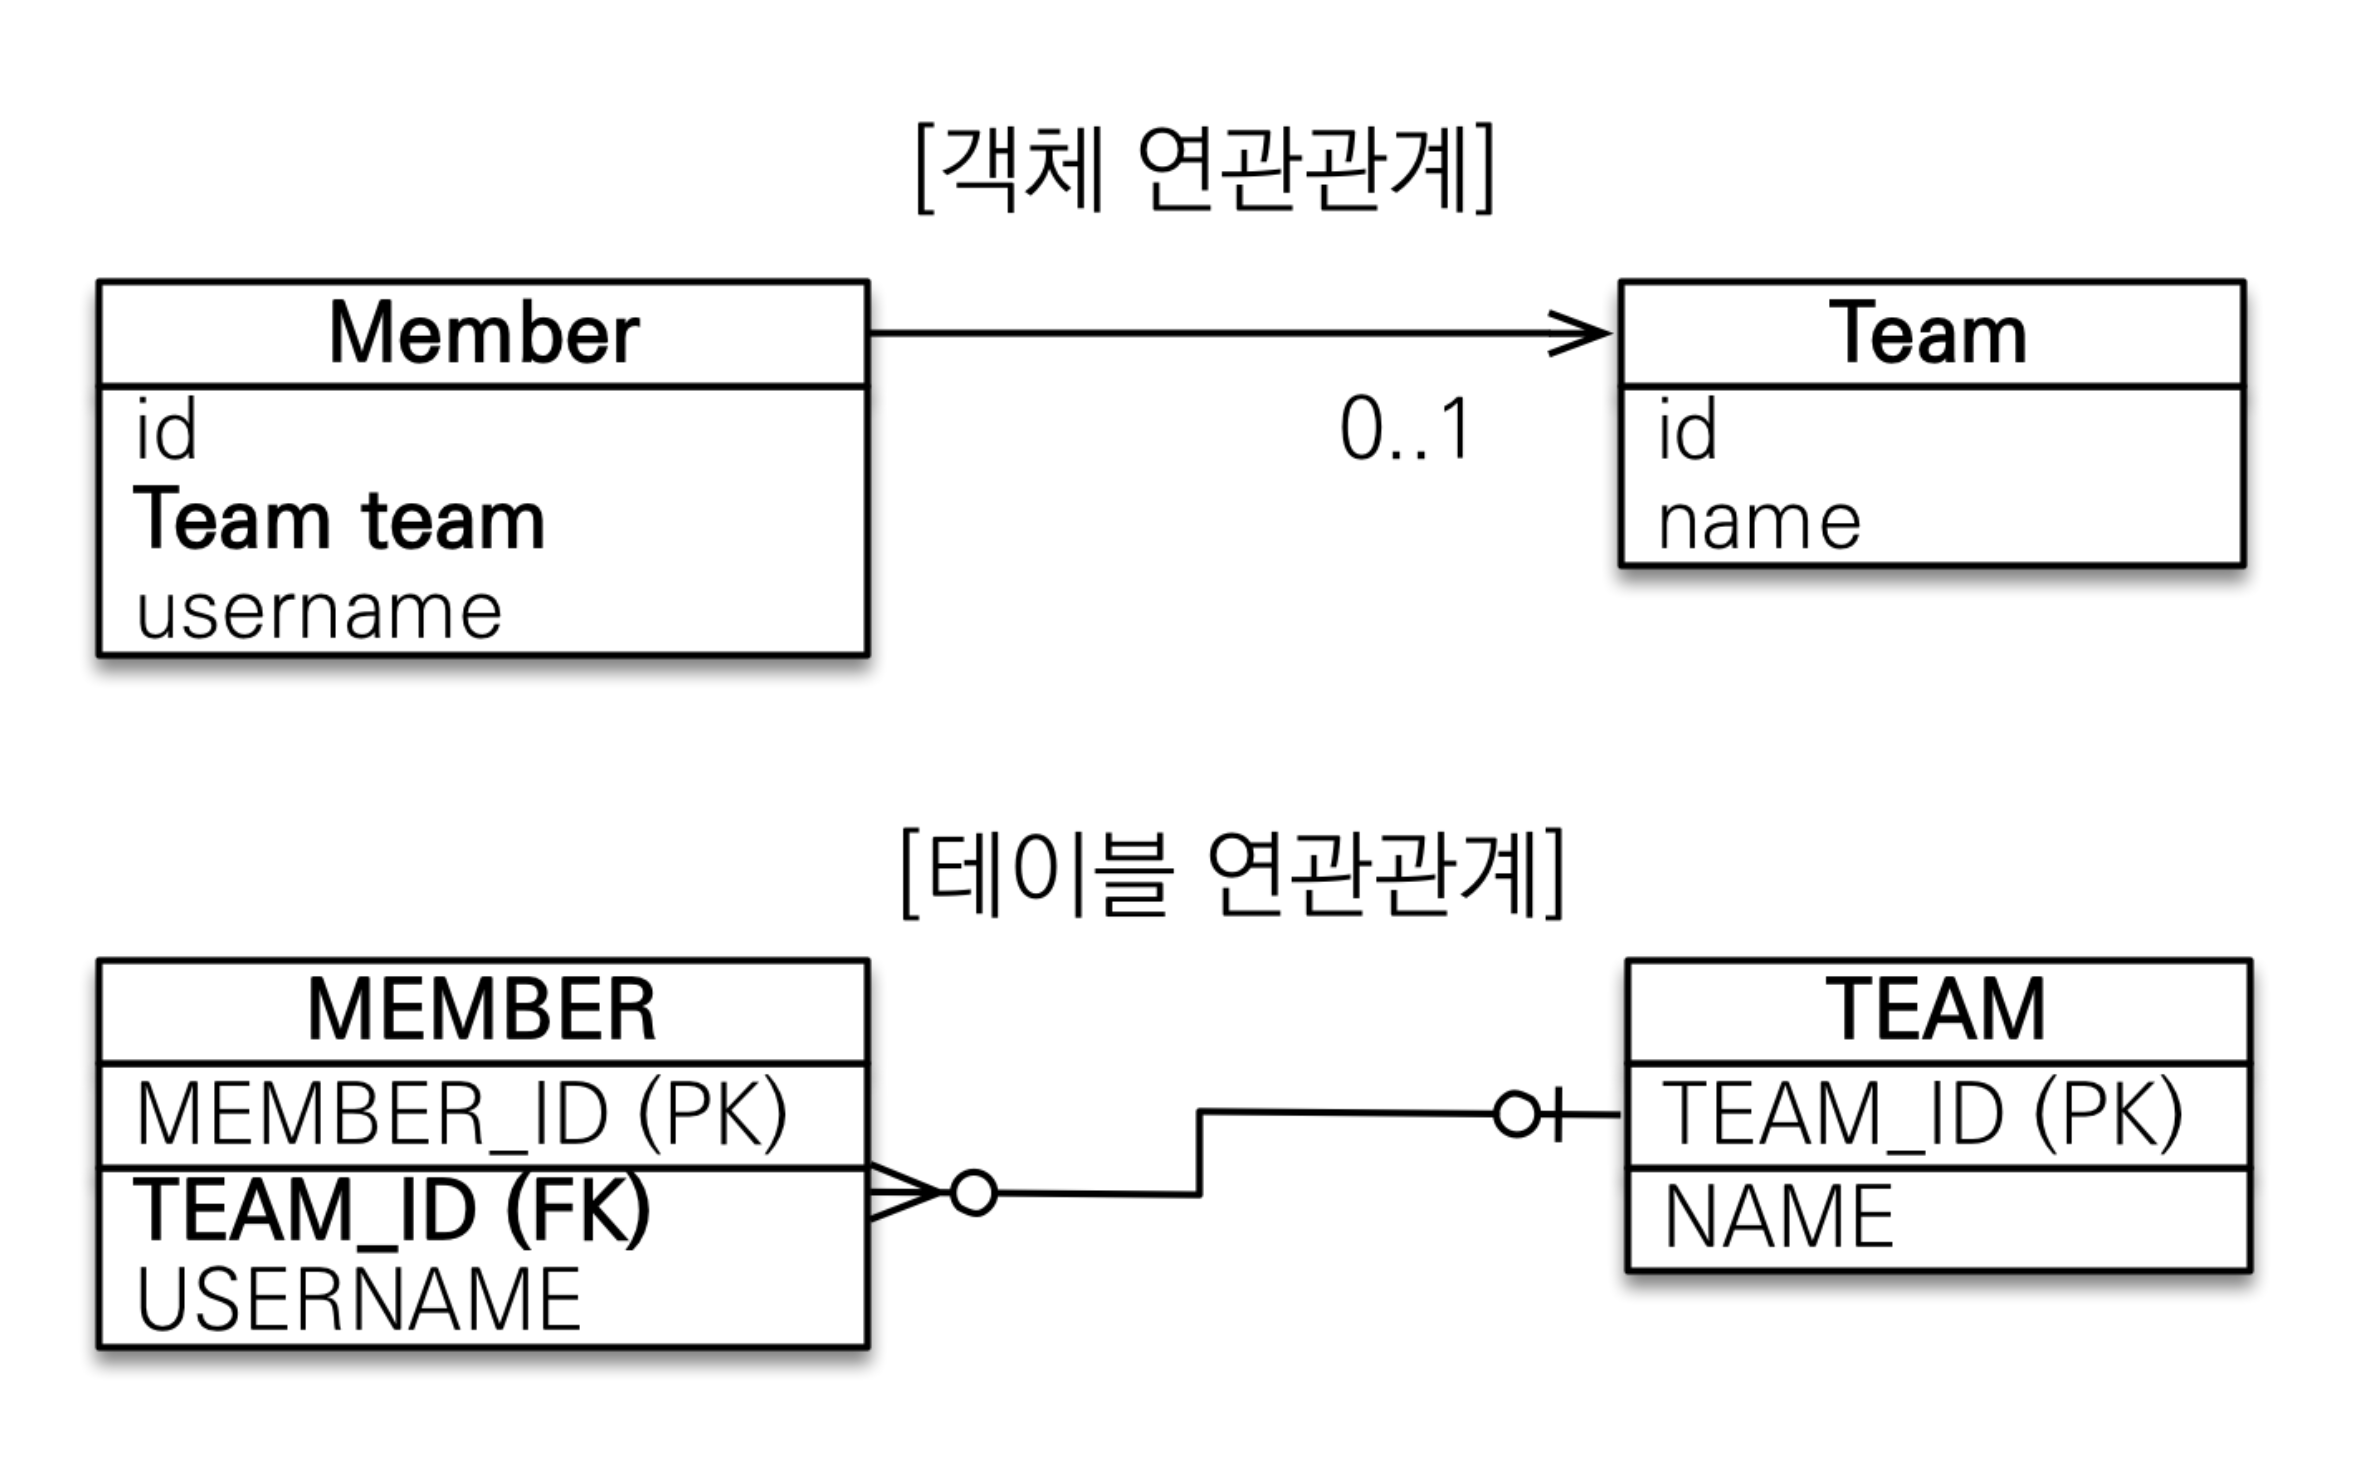 [객체 연관관계]
Member
id
Team team
username
0..1
Team
id
name
[테이블 연관관계]
MEMBER
MEMBER_ID (PK)
TEAM_ID (FK)
USERNAME
TEAM
TEAM_ID (PK)
NAME